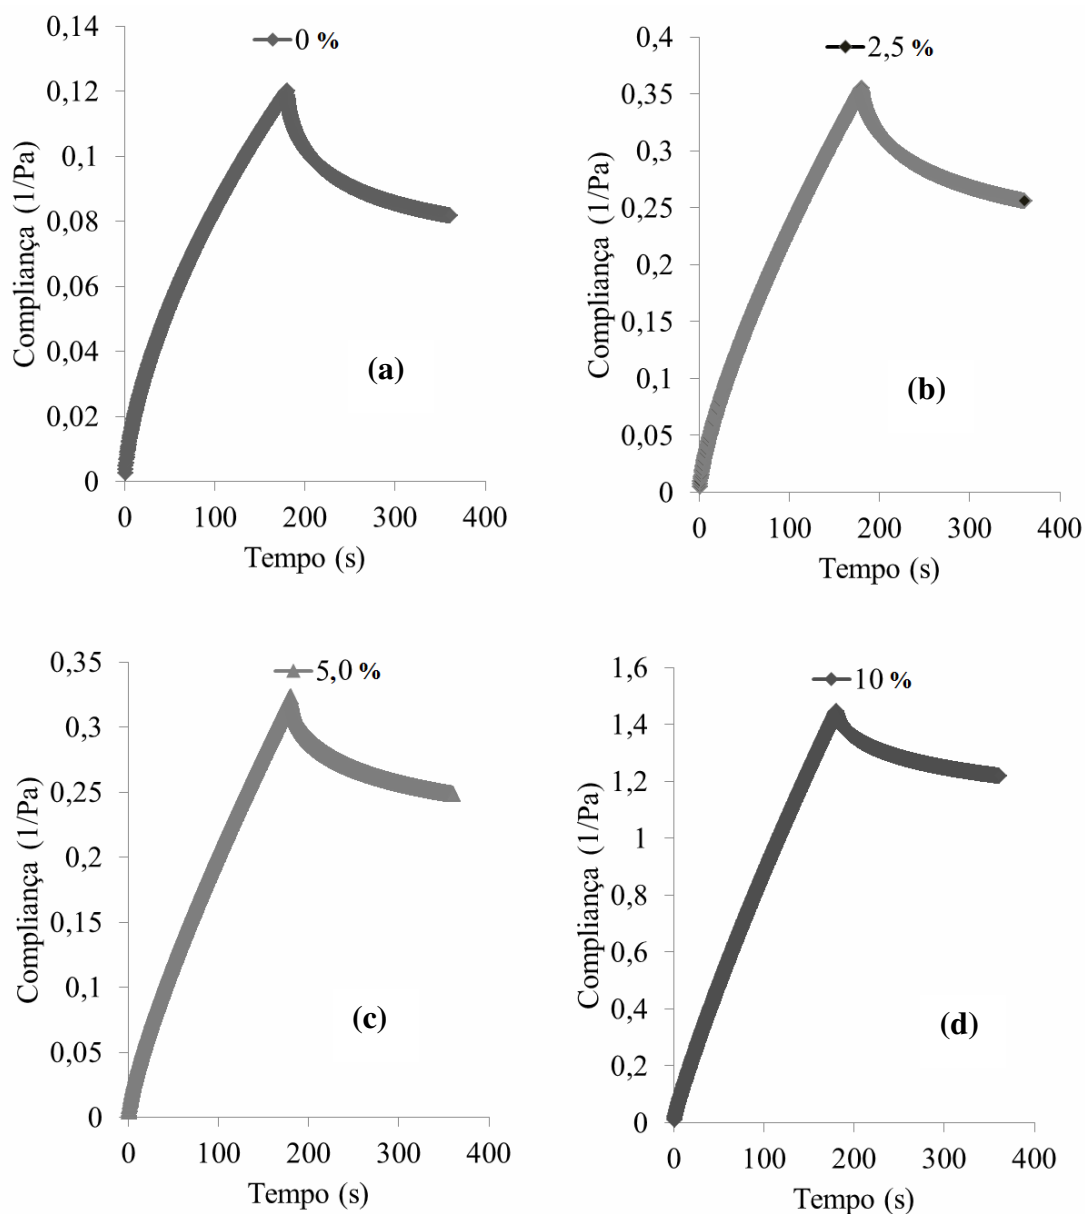 0 %
0,14
0,12
0,1
0,08
0,06
0,04
0,02
0
Compliança (1/Pa)
(a)
0 100 200 300 400
Tempo (s)
2,5 %
0,4
0,35
0,3
0,25
0,2
0,15
0,1
0,05
0
Compliança (1/Pa)
(b)
0 100 200 300 400
Tempo (s)
5,0 %
0,35
0,3
0,25
0,2
0,15
0,1
0,05
0
Compliança (1/Pa)
(c)
0 100 200 300 400
Tempo (s)
10 %
1,6
1,4
1,2
1
0,8
0,6
0,4
0,2
0
Compliança (1/Pa)
(d)
0 100 200 300 400
Tempo (s)